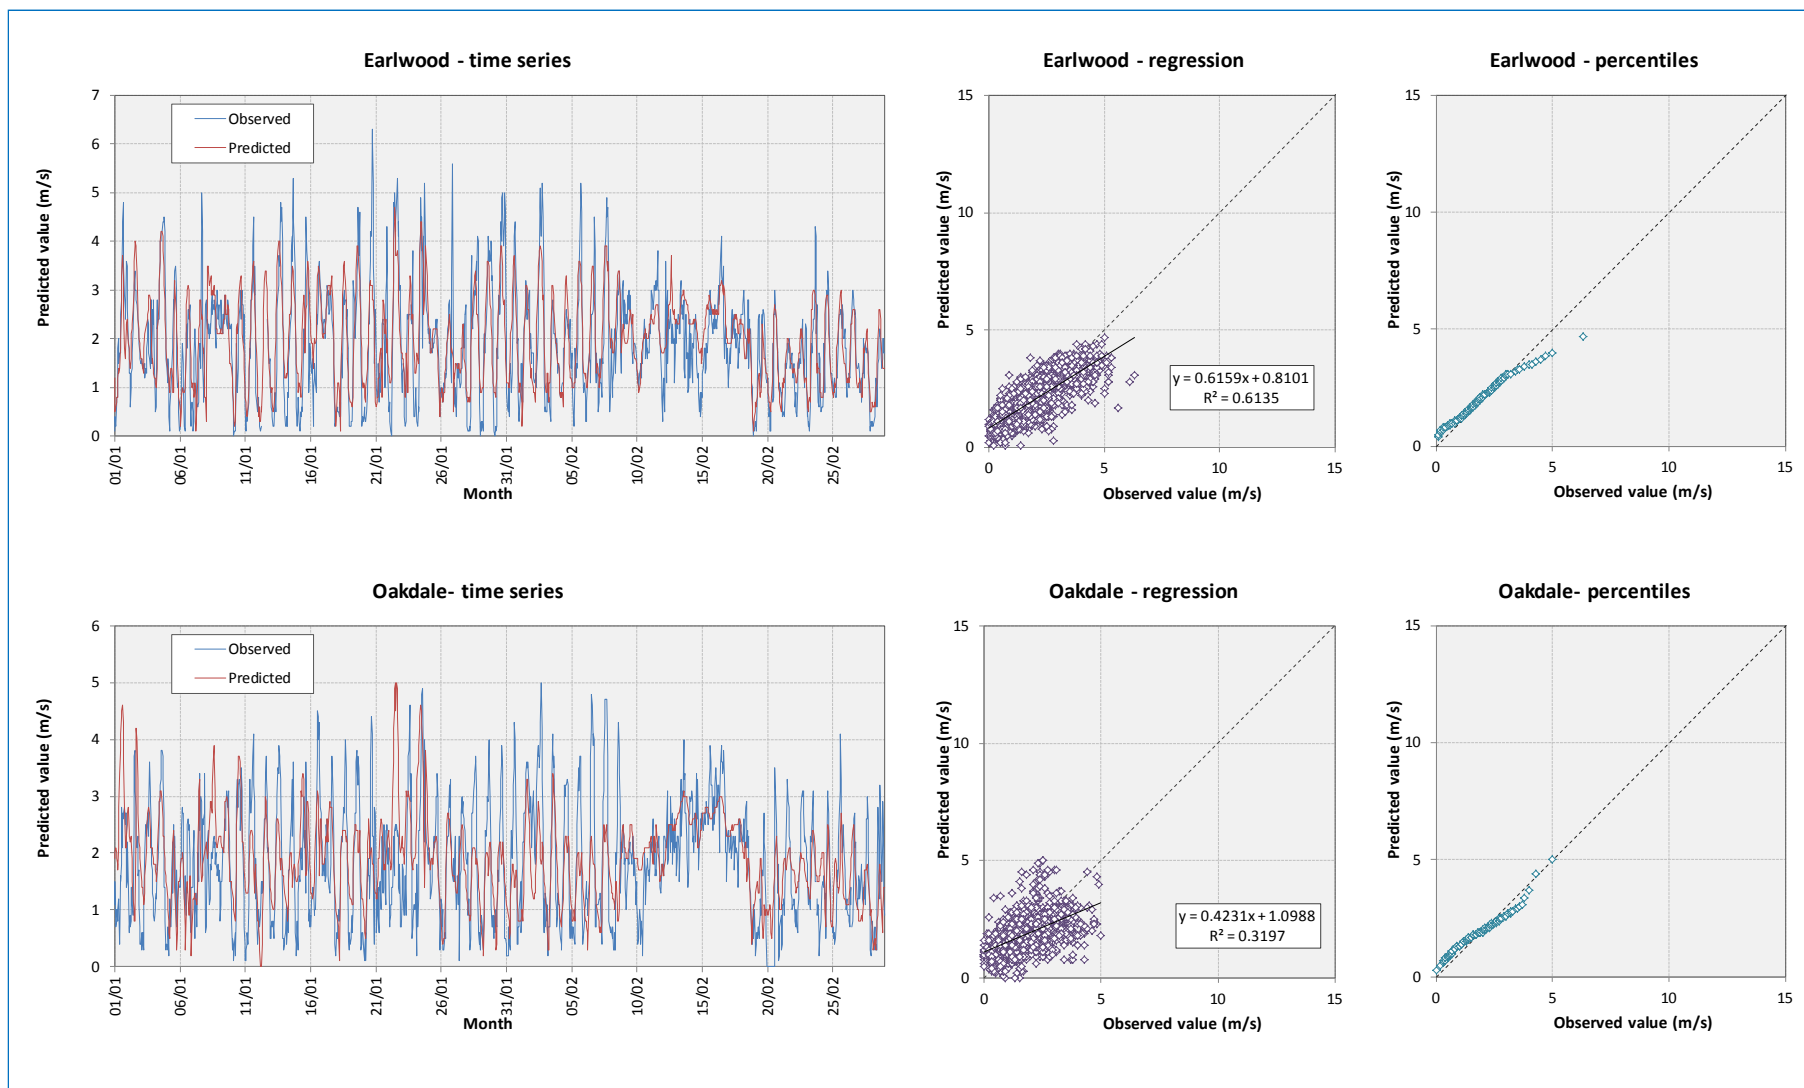 Earlwood - time series
Predicted value (m/s)
7
6
5
4
3
2
1
0
Observed
Predicted
01/01
06/01
11/01
16/01
21/01
26/01
31/01
05/02
10/02
15/02
20/02
25/02
Month
Earlwood - regression
Predicted value (m/s)
15
10
5
0
y = 0.6159x + 0.8101
R² = 0.6135
0
5
10
15
Observed value (m/s)
Earlwood - percentiles
Predicted value (m/s)
15
10
5
0
0
5
10
15
Observed value (m/s)
Oakdale- time series
Predicted value (m/s)
6
5
4
3
2
1
0
Observed
Predicted
01/01
06/01
11/01
16/01
21/01
26/01
31/01
05/02
10/02
15/02
20/02
25/02
Month
Oakdale - regression
Predicted value (m/s)
15
10
5
0
y = 0.4231x + 1.0988
R² = 0.3197
0
5
10
15
Observed value (m/s)
Oakdale- percentiles
Predicted value (m/s)
15
10
5
0
0
5
10
15
Observed value (m/s)